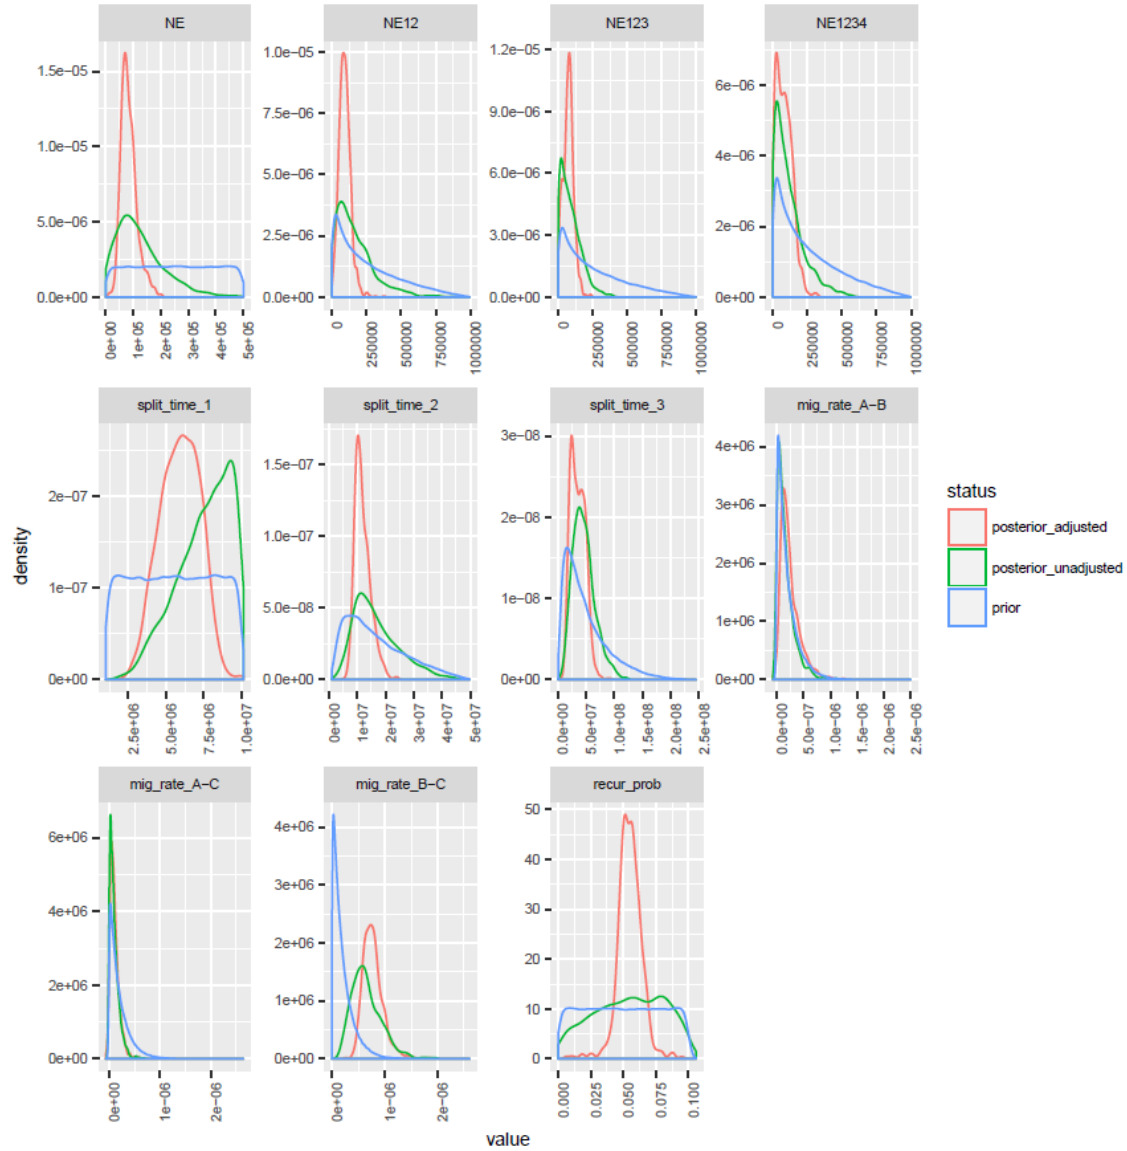 NE NE12 NE123 NE1234
1.5e−05
1.0e−05
5.0e−06
0.0e+00
0e+00 1e+05 2e+05 3e+05 4e+05 5e+05
1.0e−05
7.5e−06
5.0e−06
2.5e−06
0.0e+00
0 250000 500000 750000 1000000
1.2e−05
9.0e−06
6.0e−06
3.0e−06
0.0e+00
0 250000 500000 750000 1000000
6e−06
4e−06
2e−06
0e+00
0 250000 500000 750000 1000000
split_time_1 split_time_2 split_time_3 mig_rate_A−B
2e−07
1e−07
0e+00
2.5e+06 5.0e+06 7.5e+06 1.0e+07
1.5e−07
1.0e−07
5.0e−08
0.0e+00
0e+00 1e+07 2e+07 3e+07 4e+07 5e+07
3e−08
2e−08
1e−08
0e+00
0.0e+00 5.0e+07 1.0e+08 1.5e+08 2.0e+08 2.5e+08
4e+06
3e+06
2e+06
1e+06
0e+00
0.0e+00 5.0e−07 1.0e−06 1.5e−06 2.0e−06 2.5e−06
mig_rate_A−C mig_rate_B−C recur_prob
6e+06
4e+06
2e+06
0e+00
0e+00 1e−06 2e−06
4e+06
3e+06
2e+06
1e+06
0e+00
0e+00 1e−06 2e−06
50
40
30
20
10
0
0.000 0.025 0.050 0.075 0.100
density
value
status
posterior_adjusted
posterior_unadjusted
prior